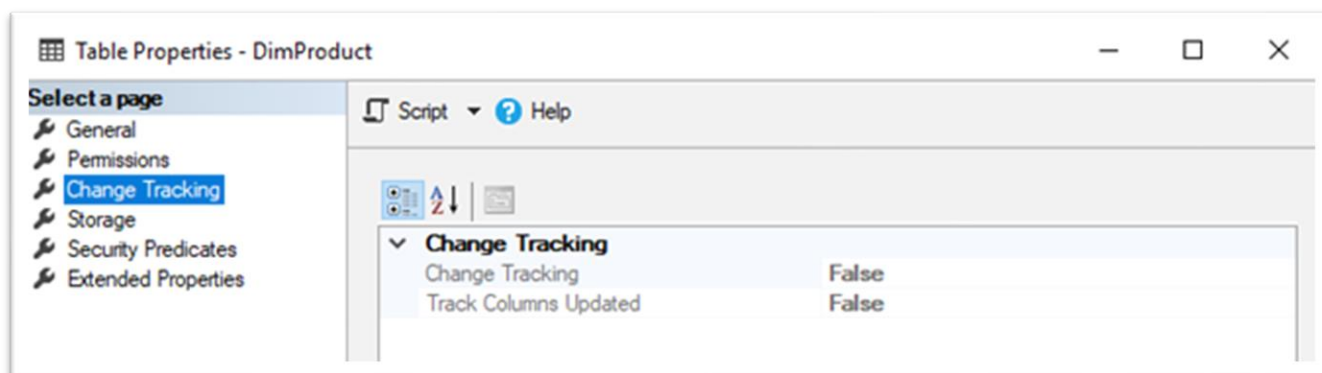 Table Properties - DimProduct
Select a page
General
Permissions
Change Tracking
Storage
Security Predicates
Extended Properties
Script
Help
Change Tracking
Change Tracking False
Track Columns Updated False